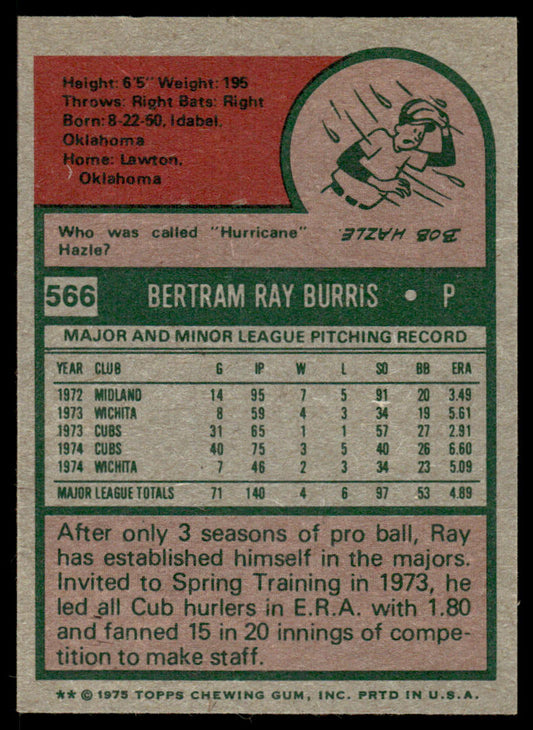 Height: 6'5" Weight: 195
Throws: Right Bats: Right
Born: 8-22-50, Idabel,
Oklahoma
Home: Lawton,
Oklahoma
Who was called "Hurricane"
Hazle?
BOB HAZLE
566 BERTRAM RAY BURRIS • P
MAJOR AND MINOR LEAGUE PITCHING RECORD
YEAR CLUB G IP W L SO BB ERA
1972 MIDLAND 14 95 7 5 91 20 3.49
1973 WICHITA 8 59 4 3 34 19 5.61
1973 CUBS 31 65 1 1 57 27 2.91
1974 CUBS 40 75 3 5 40 26 6.60
1974 WICHITA 7 46 2 3 34 23 5.09
MAJOR LEAGUE TOTALS 71 140 4 6 97 53 4.89
After only 3 seasons of pro ball, Ray
has established himself in the majors.
Invited to Spring Training in 1973, he
led all Cub hurlers in E.R.A. with 1.80
and fanned 15 in 20 innings of compe-
tition to make staff.
** © 1975 TOPPS CHEWING GUM, INC. PRTD IN U.S.A.